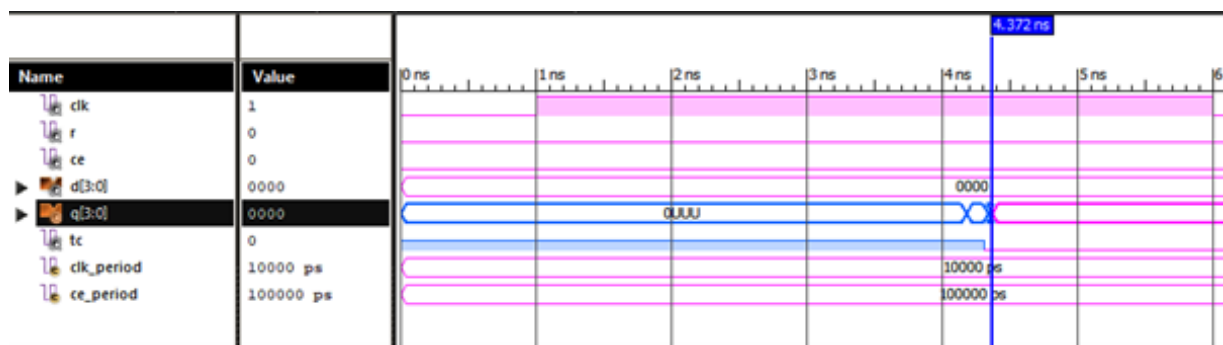 4.372 ns
Name Value 0 ns 1 ns 2 ns 3 ns 4 ns 5 ns 6
clk 1
r 0
ce 0
d[3:0] 0000 0000
q[3:0] 0000 0UUU
tc 0
clk_period 10000 ps 10000 ps
ce_period 100000 ps 100000 ps